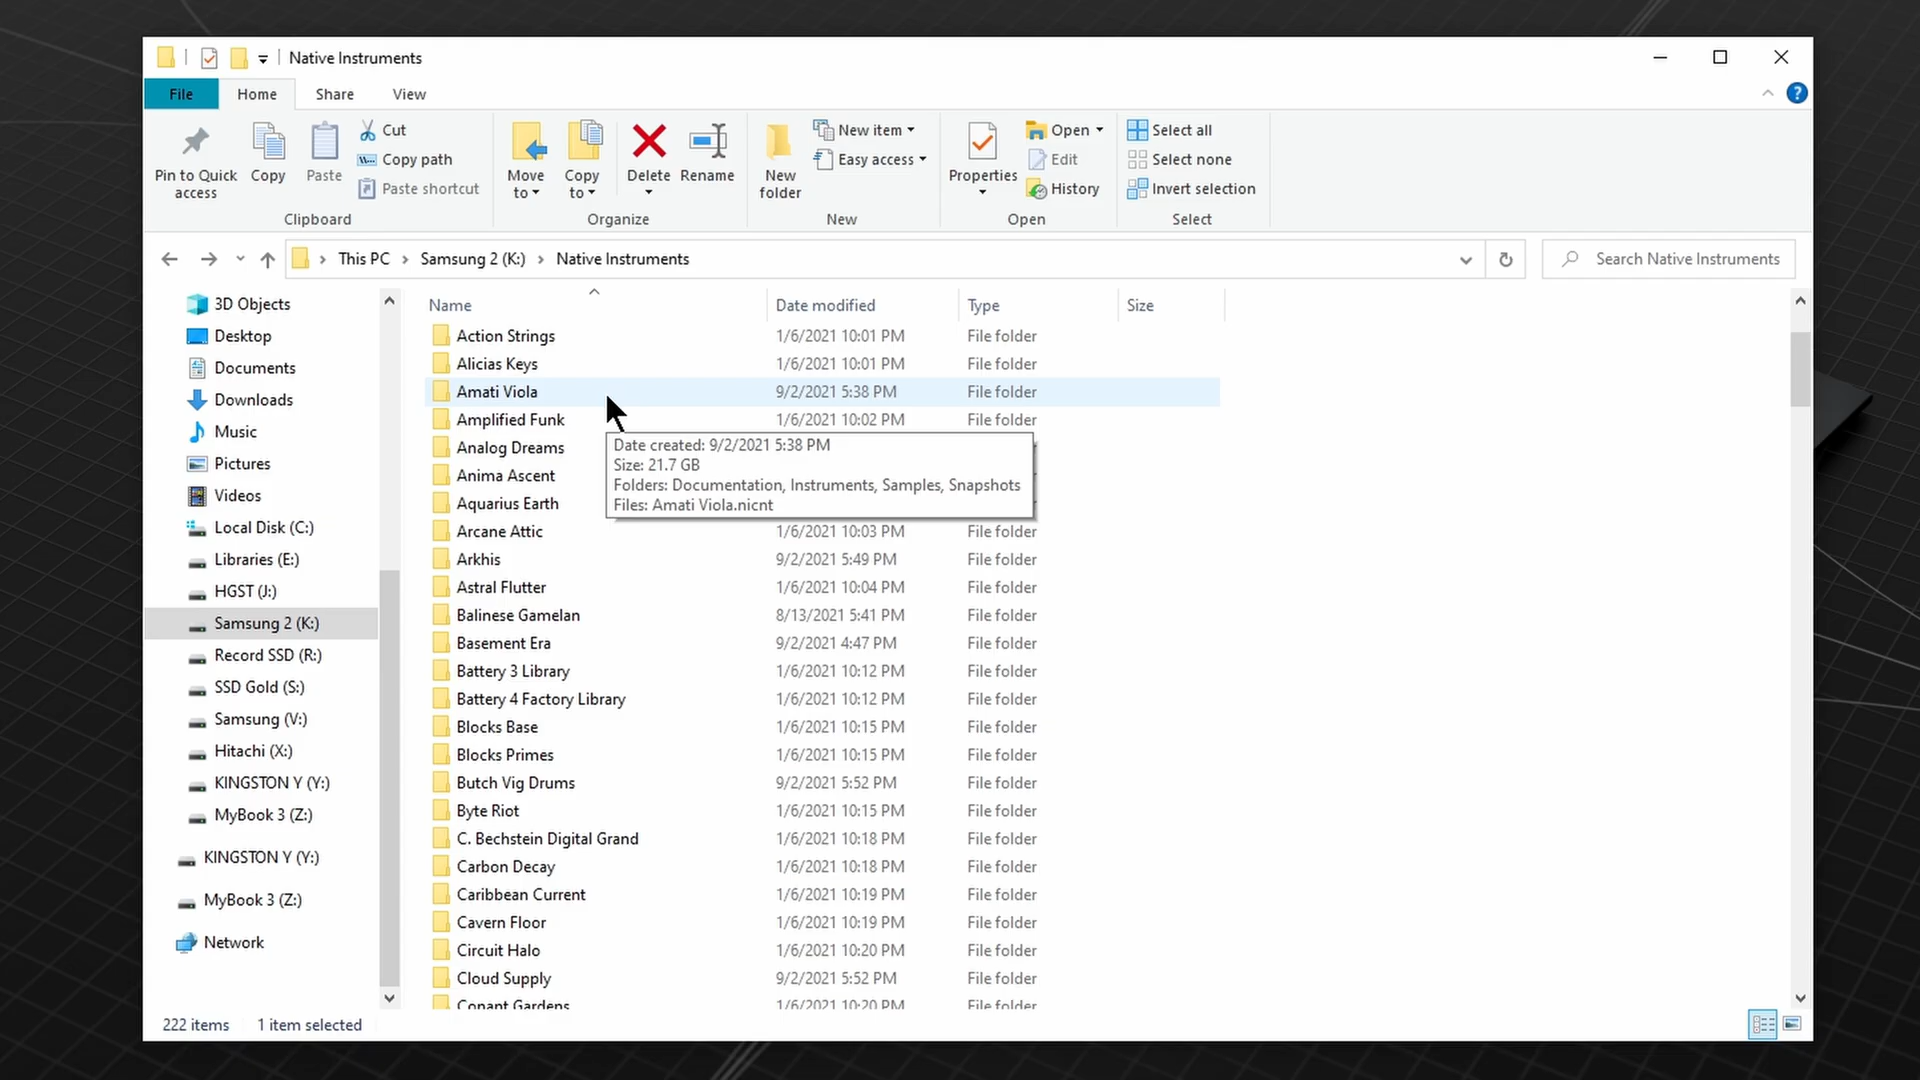 Native Instruments
File Home Share View ?
Pin to Quick access
Copy
Paste
Cut
Copy path
Paste shortcut
Clipboard
Move to
Copy to
Delete
Rename
Organize
New folder
New item
Easy access
New
Properties
Open
Edit
History
Open
Select all
Select none
Invert selection
Select
This PC > Samsung 2 (K:) > Native Instruments
Search Native Instruments
3D Objects
Desktop
Documents
Downloads
Music
Pictures
Videos
Local Disk (C:)
Libraries (E:)
HGST (J:)
Samsung 2 (K:)
Record SSD (R:)
SSD Gold (S:)
Samsung (V:)
Hitachi (X:)
KINGSTON Y (Y:)
MyBook 3 (Z:)
KINGSTON Y (Y:)
MyBook 3 (Z:)
Network
Name Date modified Type Size
Action Strings 1/6/2021 10:01 PM File folder
Alicias Keys 1/6/2021 10:01 PM File folder
Amati Viola 9/2/2021 5:38 PM File folder
Amplified Funk 1/6/2021 10:02 PM File folder
Analog Dreams
Anima Ascent
Aquarius Earth
Date created: 9/2/2021 5:38 PM
Size: 21.7 GB
Folders: Documentation, Instruments, Samples, Snapshots
Files: Amati Viola.nicnt
Arcane Attic 1/6/2021 10:03 PM File folder
Arkhis 9/2/2021 5:49 PM File folder
Astral Flutter 1/6/2021 10:04 PM File folder
Balinese Gamelan 8/13/2021 5:41 PM File folder
Basement Era 9/2/2021 4:47 PM File folder
Battery 3 Library 1/6/2021 10:12 PM File folder
Battery 4 Factory Library 1/6/2021 10:12 PM File folder
Blocks Base 1/6/2021 10:15 PM File folder
Blocks Primes 1/6/2021 10:15 PM File folder
Butch Vig Drums 9/2/2021 5:52 PM File folder
Byte Riot 1/6/2021 10:15 PM File folder
C. Bechstein Digital Grand 1/6/2021 10:18 PM File folder
Carbon Decay 1/6/2021 10:18 PM File folder
Caribbean Current 1/6/2021 10:19 PM File folder
Cavern Floor 1/6/2021 10:19 PM File folder
Circuit Halo 1/6/2021 10:20 PM File folder
Cloud Supply 9/2/2021 5:52 PM File folder
Conant Gardens 1/6/2021 10:20 PM File folder
222 items 1 item selected